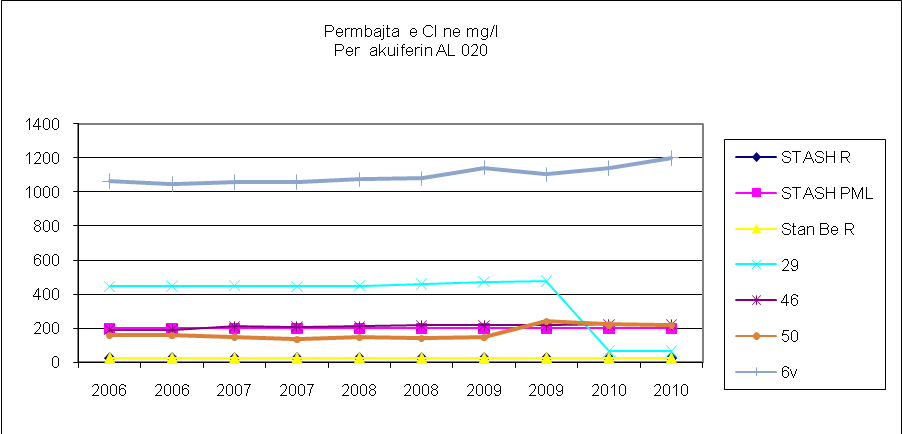 Permbajta e Cl ne mg/l
Per akuiferin AL 020
1400
1200
1000
800
600
400
200
0
2006 2006 2007 2007 2008 2008 2009 2009 2010 2010
STASH R
STASH PML
Stan Be R
29
46
50
6v